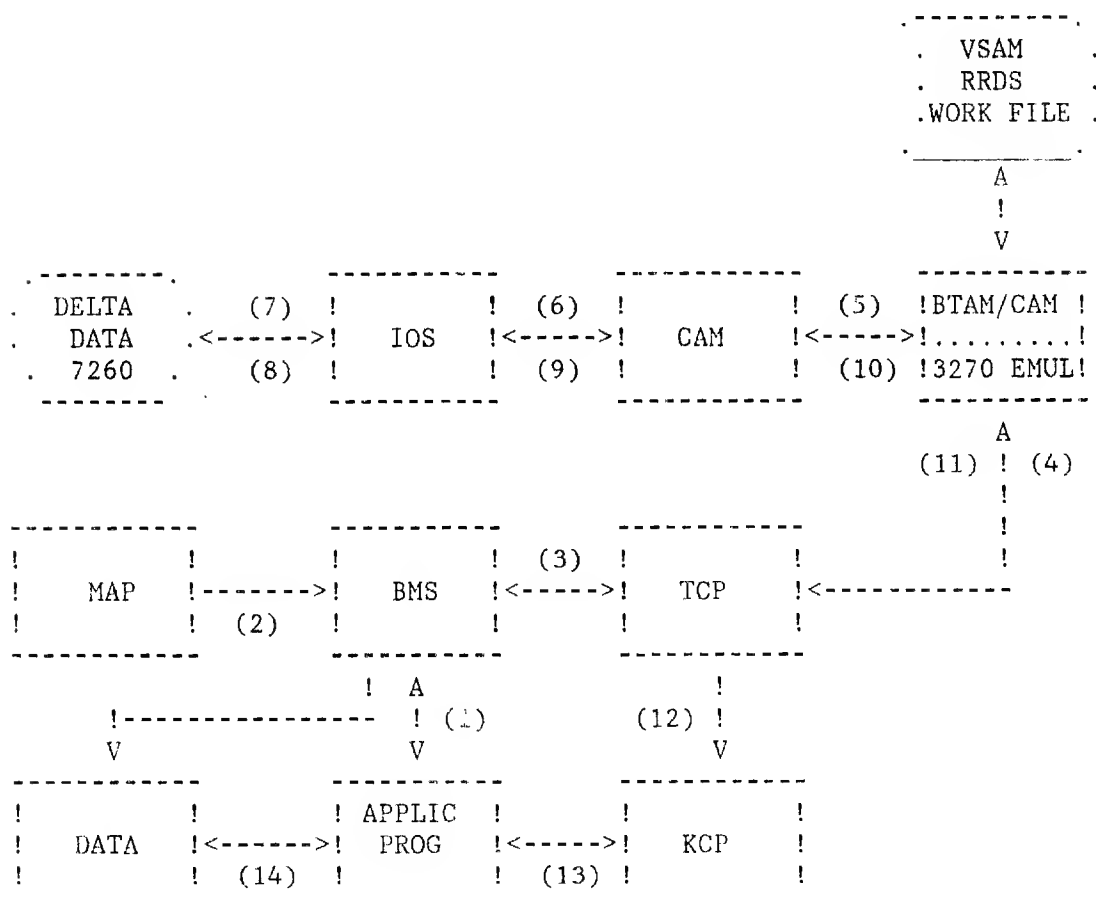 VSAM
RRDS
WORK FILE
A
!
V
DELTA (7) ! ! (6) ! ! (5) !BTAM/CAM !
DATA .<------>! IOS !<----->! CAM !<----->!.........!
7260 (8) ! ! (9) ! ! (10) !3270 EMUL!
A
(11) ! (4)
!
!
! ! ! ! (3) ! ! !
! MAP !------->! BMS !<----->! TCP !<------------
! ! (2) ! ! ! !
! A !
!---------------- ! (1) (12) !
V V V
! ! ! APPLIC ! ! !
! DATA !<------>! PROG !<----->! KCP !
! ! (14) ! ! (13) ! !